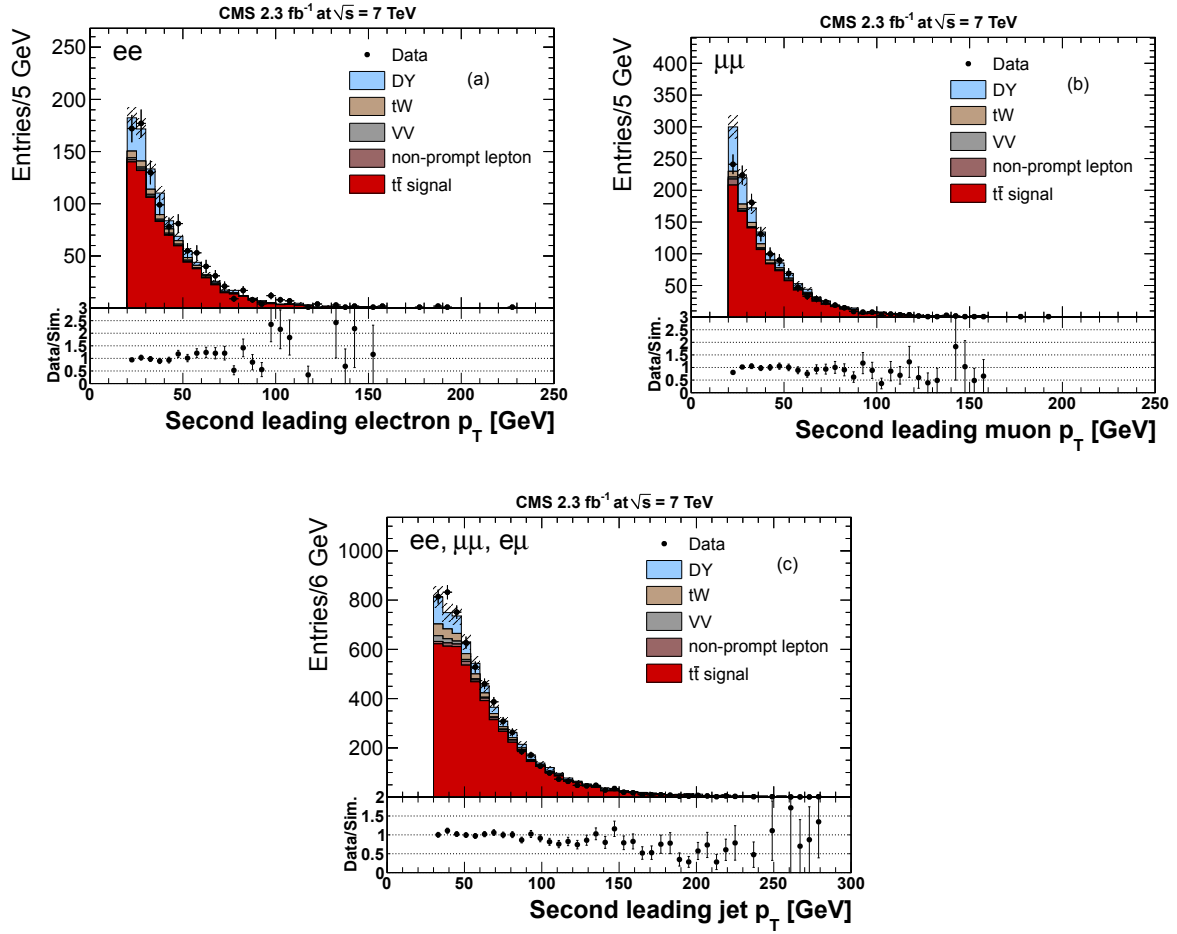 CMS 2.3 fb⁻¹ at √s = 7 TeV
ee
(a)
Data
DY
tW
VV
non-prompt lepton
tt̄ signal
Entries/5 GeV
250
200
150
100
50
Data/Sim.
3
2.5
2
1.5
1
0.5
0 50 100 150 200 250
Second leading electron p_T [GeV]
CMS 2.3 fb⁻¹ at √s = 7 TeV
μμ
(b)
Data
DY
tW
VV
non-prompt lepton
tt̄ signal
Entries/5 GeV
400
350
300
250
200
150
100
50
Data/Sim.
3
2.5
2
1.5
1
0.5
0 50 100 150 200 250
Second leading muon p_T [GeV]
CMS 2.3 fb⁻¹ at √s = 7 TeV
ee, μμ, eμ
(c)
Data
DY
tW
VV
non-prompt lepton
tt̄ signal
Entries/6 GeV
1000
800
600
400
200
Data/Sim.
2
1.5
1
0.5
0
0 50 100 150 200 250 300
Second leading jet p_T [GeV]